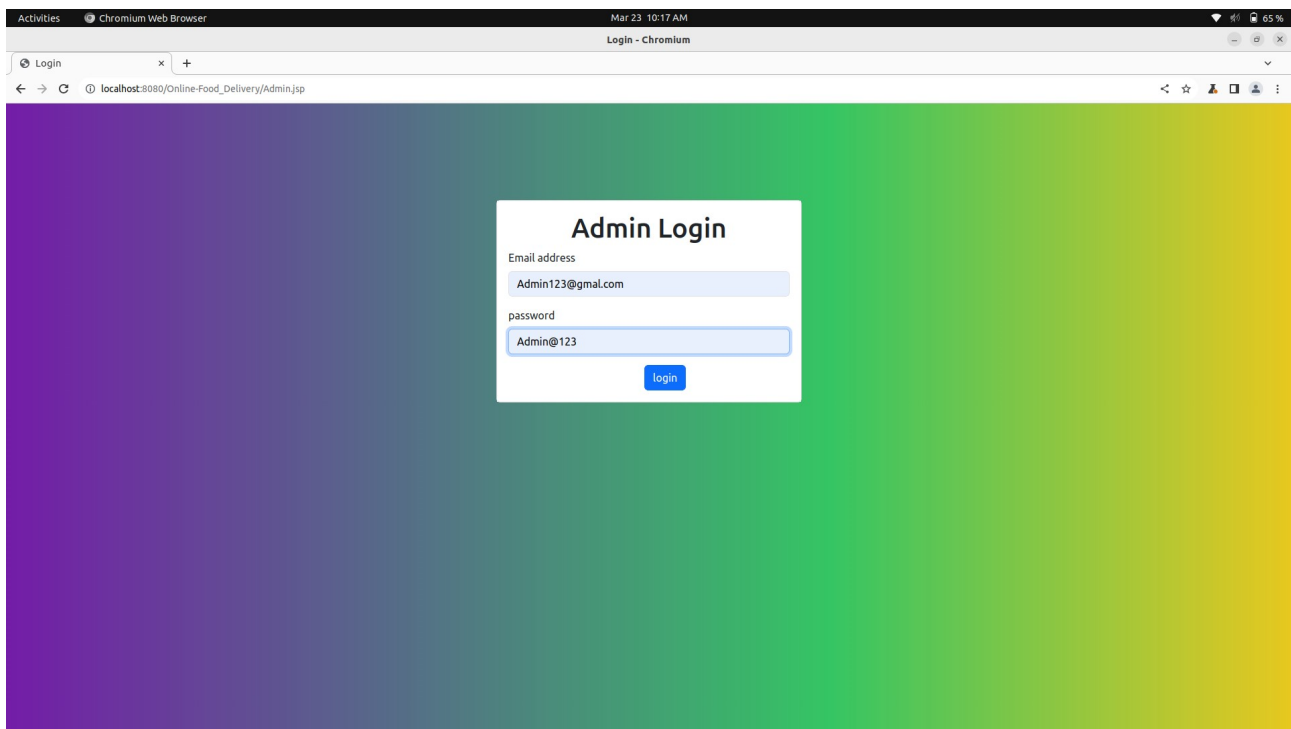 Activities Chromium Web Browser Mar 23 10:17 AM 65 %
Login - Chromium
Login
localhost:8080/Online-Food_Delivery/Admin.jsp
Admin Login
Email address
Admin123@gmal.com
password
Admin@123
login